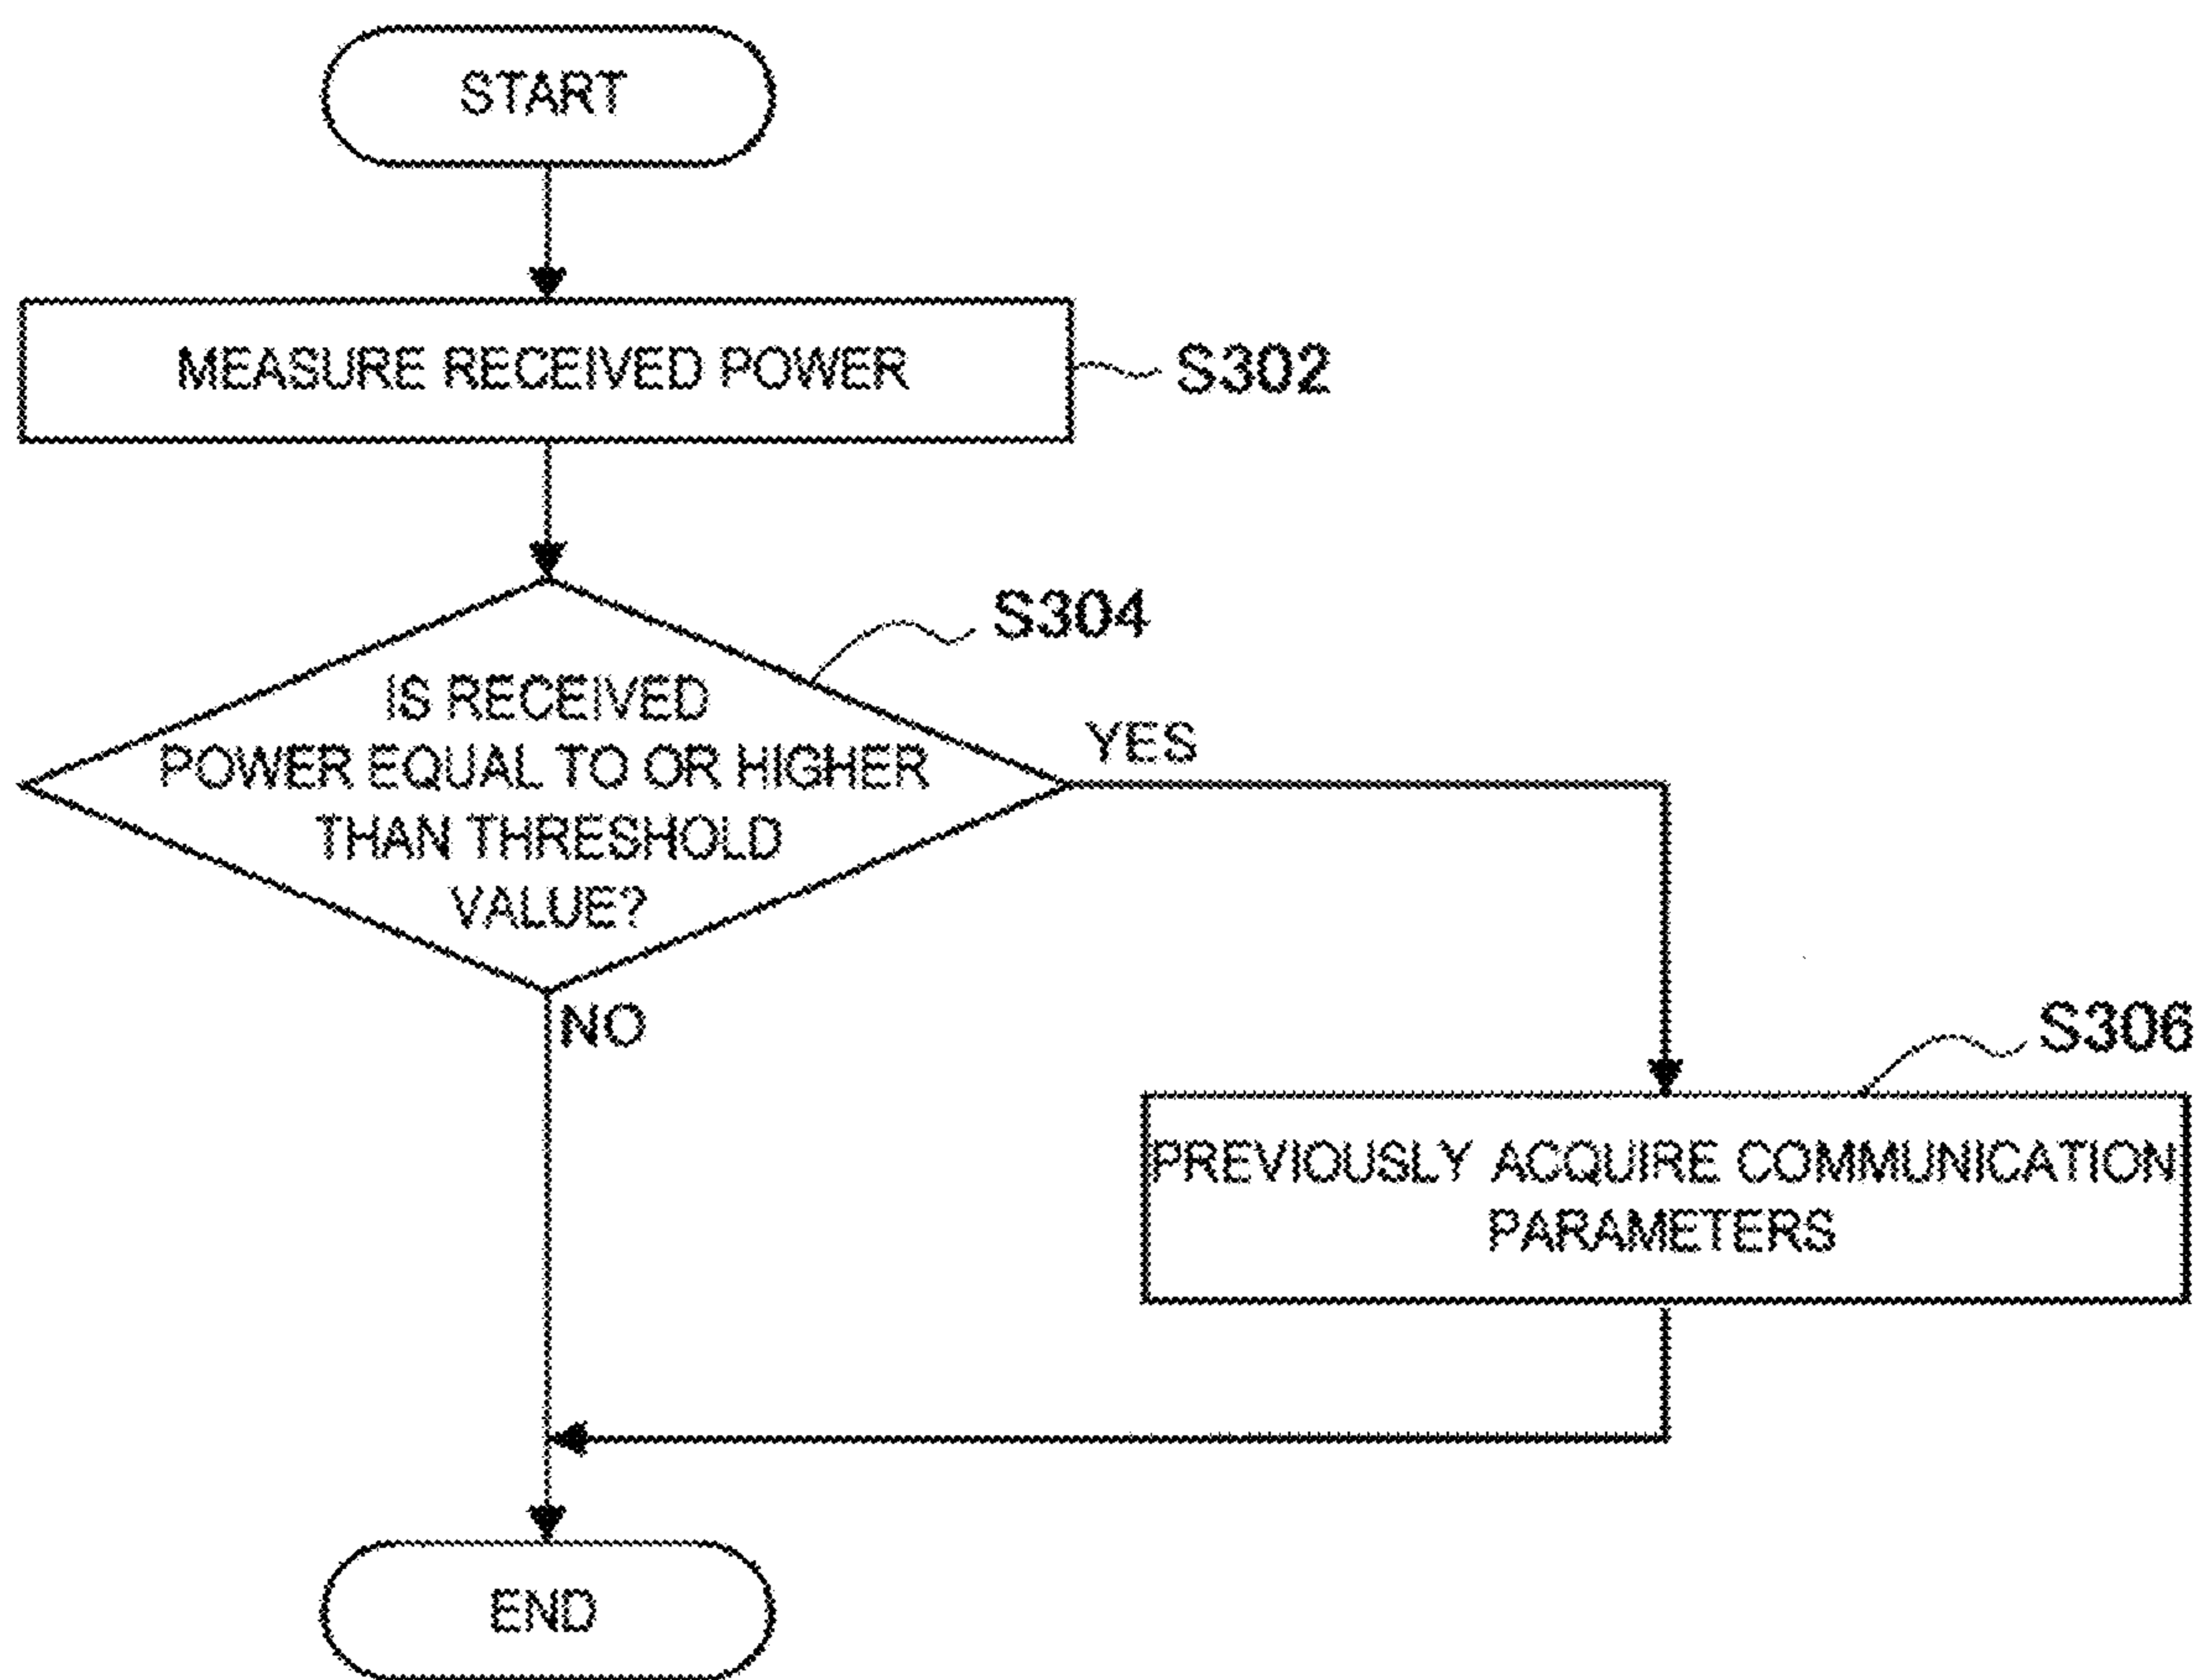 START
MEASURE RECEIVED POWER
S302
S304
IS RECEIVED
POWER EQUAL TO OR HIGHER
THAN THRESHOLD
VALUE?
YES
NO
S306
PREVIOUSLY ACQUIRE COMMUNICATION
PARAMETERS
END